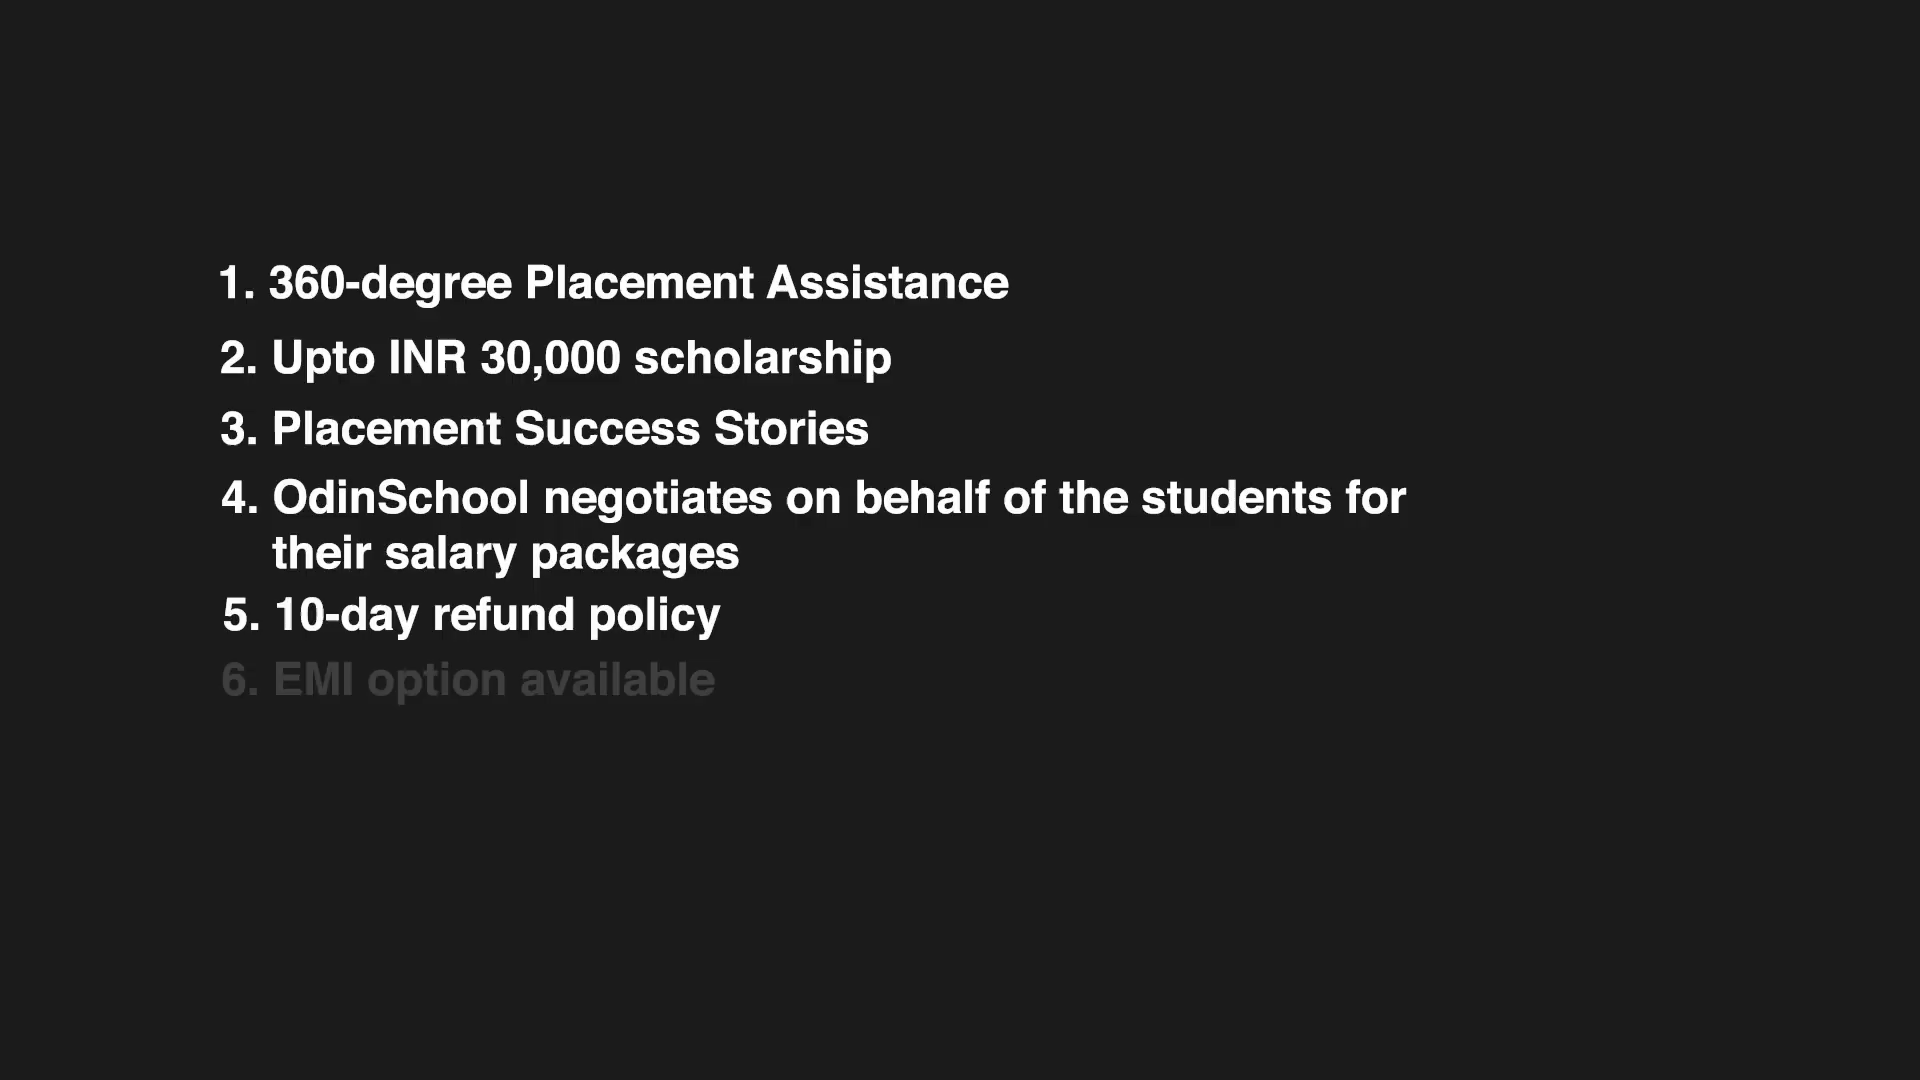 1. 360-degree Placement Assistance
2. Upto INR 30,000 scholarship
3. Placement Success Stories
4. OdinSchool negotiates on behalf of the students for
their salary packages
5. 10-day refund policy
6. EMI option available